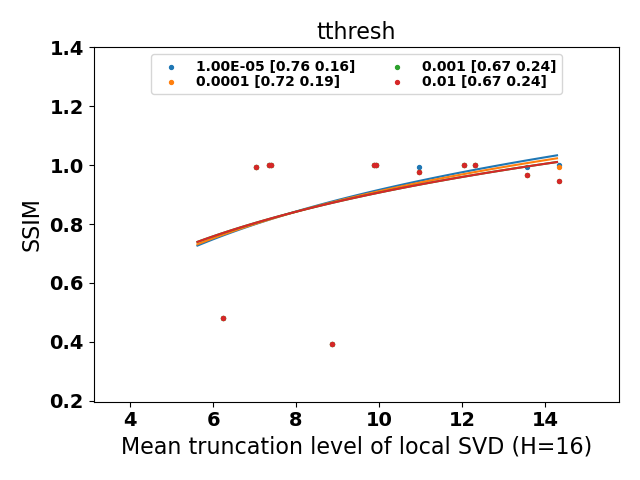 tthresh
1.00E-05 [0.76 0.16]
0.0001 [0.72 0.19]
0.001 [0.67 0.24]
0.01 [0.67 0.24]
SSIM
1.4
1.2
1.0
0.8
0.6
0.4
0.2
4 6 8 10 12 14
Mean truncation level of local SVD (H=16)